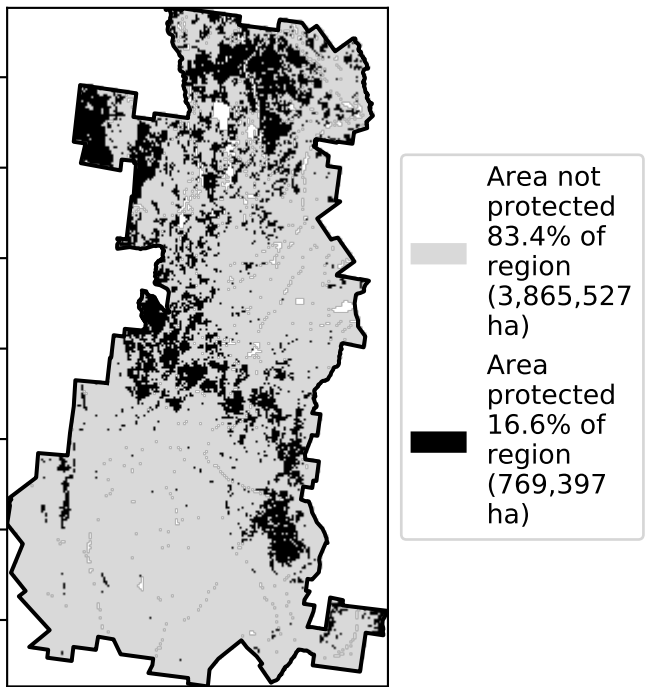 Area not
protected
83.4% of
region
(3,865,527
ha)
Area
protected
16.6% of
region
(769,397
ha)